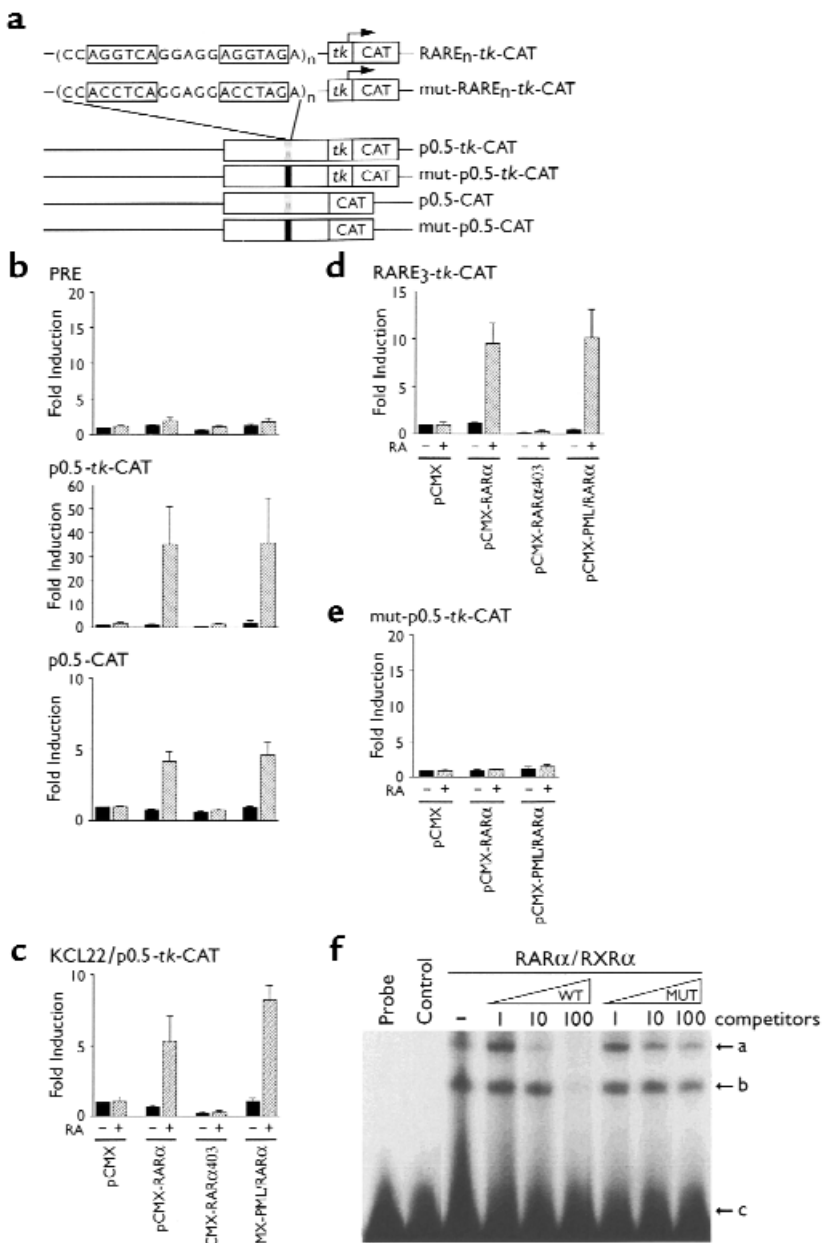 a
–(CCAGGTCAGGAGGAGGTAGA)n tk CAT RAREn-tk-CAT
–(CCACCTCAGGAGGACCTAGA)n tk CAT mut-RAREn-tk-CAT
tk CAT p0.5-tk-CAT
tk CAT mut-p0.5-tk-CAT
CAT p0.5-CAT
CAT mut-p0.5-CAT
b
PRE
Fold Induction
20
15
10
5
0
p0.5-tk-CAT
Fold Induction
60
50
40
30
20
10
0
p0.5-CAT
Fold Induction
10
5
0
c
KCL22/p0.5-tk-CAT
Fold Induction
10
5
0
RA – + – + – + – +
pCMX
pCMX-RARα
CMX-RARα403
MX-PML/RARα
d
RARE3-tk-CAT
Fold Induction
15
10
5
0
RA – + – + – + – +
pCMX
pCMX-RARα
pCMX-RARα403
pCMX-PML/RARα
e
mut-p0.5-tk-CAT
Fold Induction
20
15
10
5
0
RA – + – + – +
pCMX
pCMX-RARα
pCMX-PML/RARα
f
RARα/RXRα
Probe
Control
WT MUT
– 1 10 100 1 10 100 competitors
← a
← b
← c